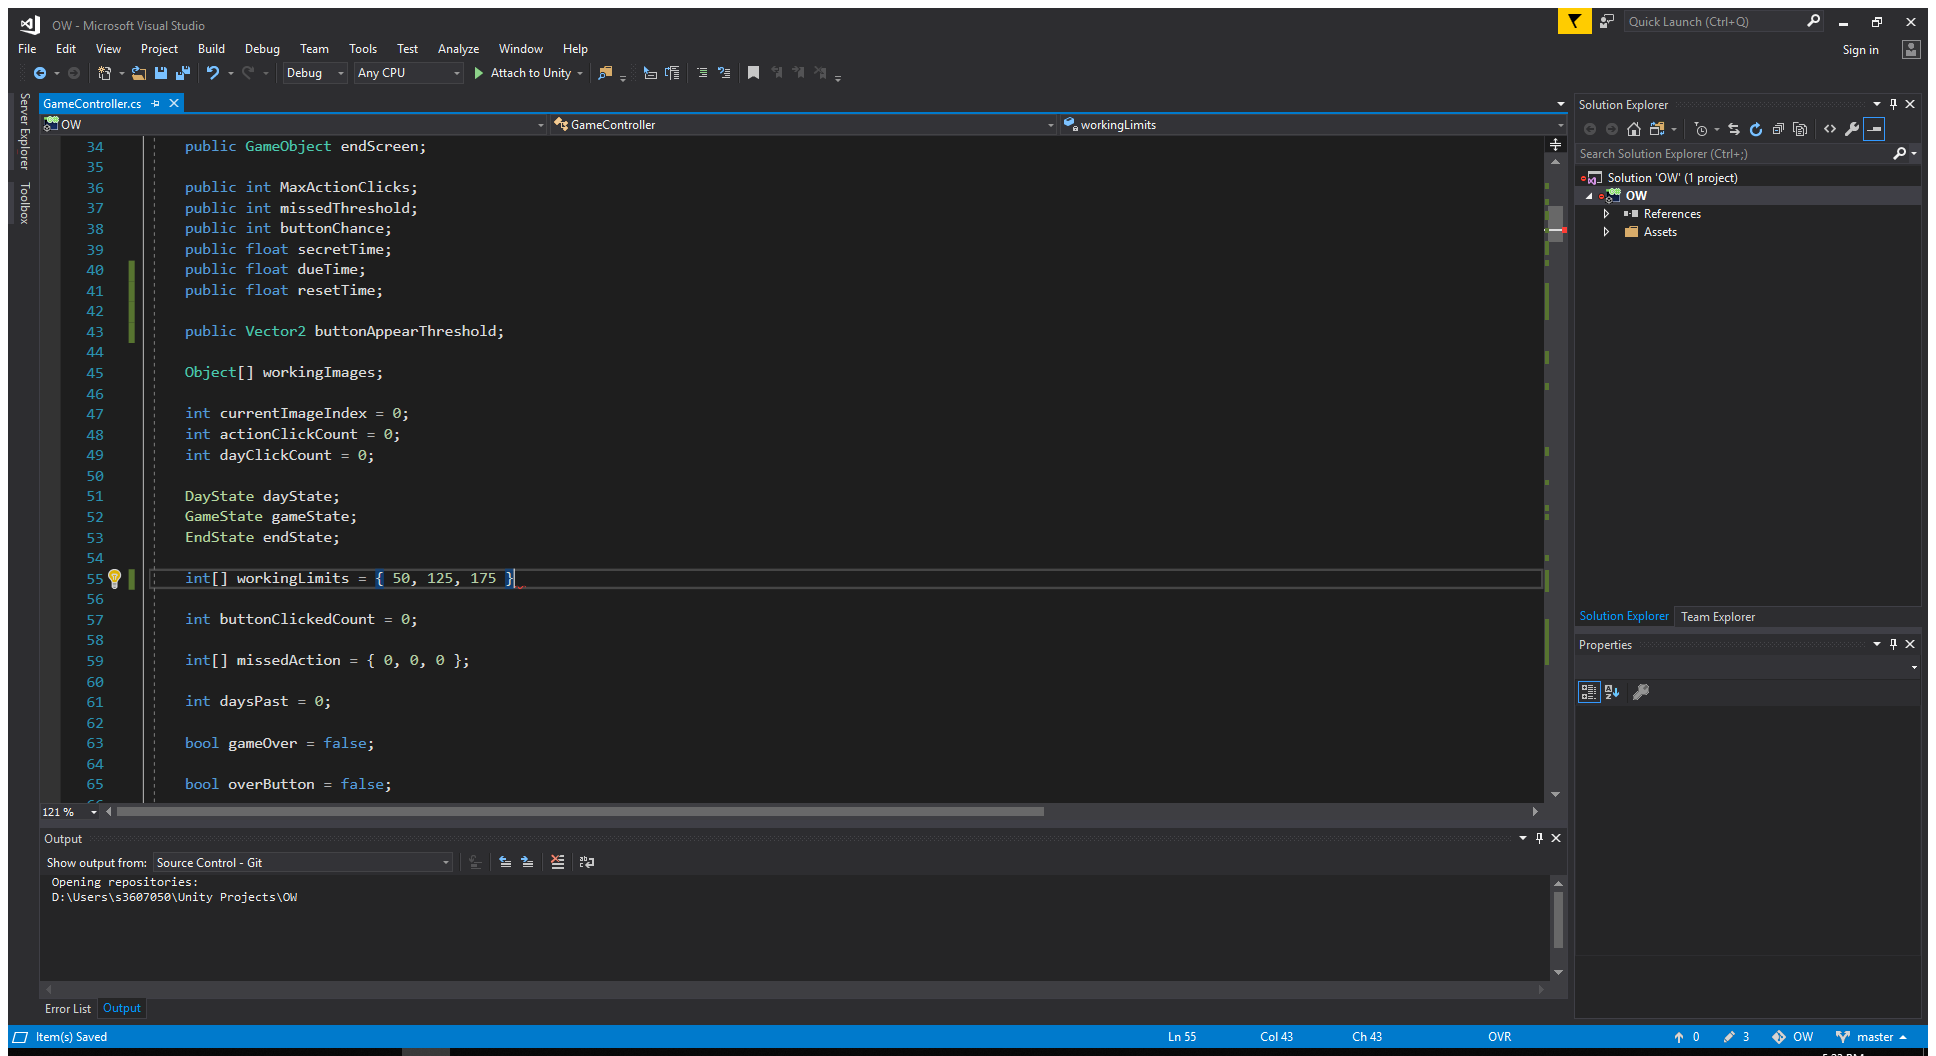 OW - Microsoft Visual Studio
Quick Launch (Ctrl+Q)
File Edit View Project Build Debug Team Tools Test Analyze Window Help
Sign in
Debug Any CPU Attach to Unity
Server Explorer
Toolbox
GameController.cs
OW GameController workingLimits
34 public GameObject endScreen;
35
36 public int MaxActionClicks;
37 public int missedThreshold;
38 public int buttonChance;
39 public float secretTime;
40 public float dueTime;
41 public float resetTime;
42
43 public Vector2 buttonAppearThreshold;
44
45 Object[] workingImages;
46
47 int currentImageIndex = 0;
48 int actionClickCount = 0;
49 int dayClickCount = 0;
50
51 DayState dayState;
52 GameState gameState;
53 EndState endState;
54
55 int[] workingLimits = { 50, 125, 175 }
56
57 int buttonClickedCount = 0;
58
59 int[] missedAction = { 0, 0, 0 };
60
61 int daysPast = 0;
62
63 bool gameOver = false;
64
65 bool overButton = false;
121 %
Output
Show output from: Source Control - Git
Opening repositories:
D:\Users\s3607050\Unity Projects\OW
Error List Output
Solution Explorer
Search Solution Explorer (Ctrl+;)
Solution 'OW' (1 project)
OW
References
Assets
Solution Explorer Team Explorer
Properties
Item(s) Saved Ln 55 Col 43 Ch 43 OVR 0 3 OW master